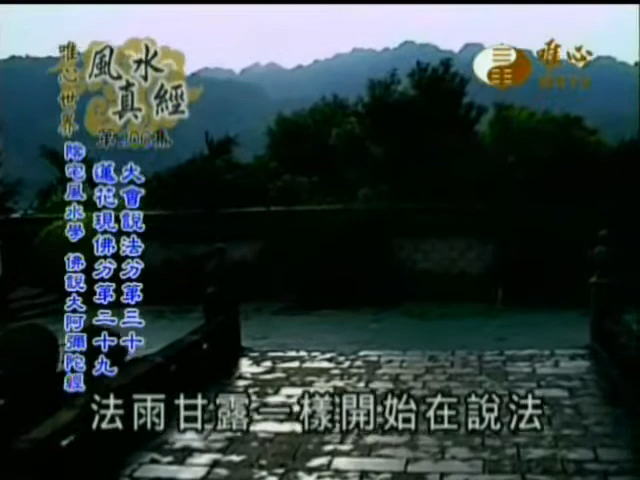 唯心世界
風水真經
唯心
大會說法分第三十
蓮花現佛分第二十九
陰宅風水學 佛說大阿彌陀經
法雨甘露一樣開始在說法